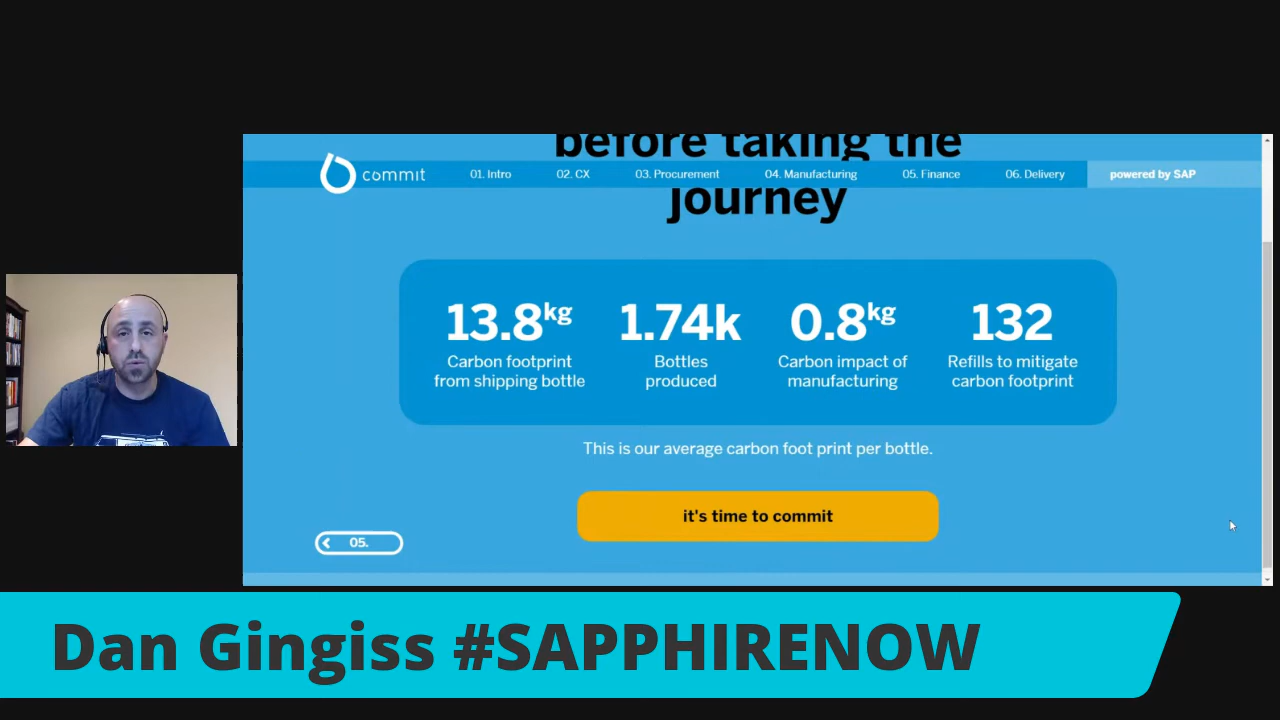 before taking the
commit
01. Intro
02. CX
03. Procurement
04. Manufacturing
05. Finance
06. Delivery
powered by SAP
journey
13.8kg
Carbon footprint
from shipping bottle
1.74k
Bottles
produced
0.8kg
Carbon impact of
manufacturing
132
Refills to mitigate
carbon footprint
This is our average carbon foot print per bottle.
it's time to commit
05.
Dan Gingiss #SAPPHIRENOW